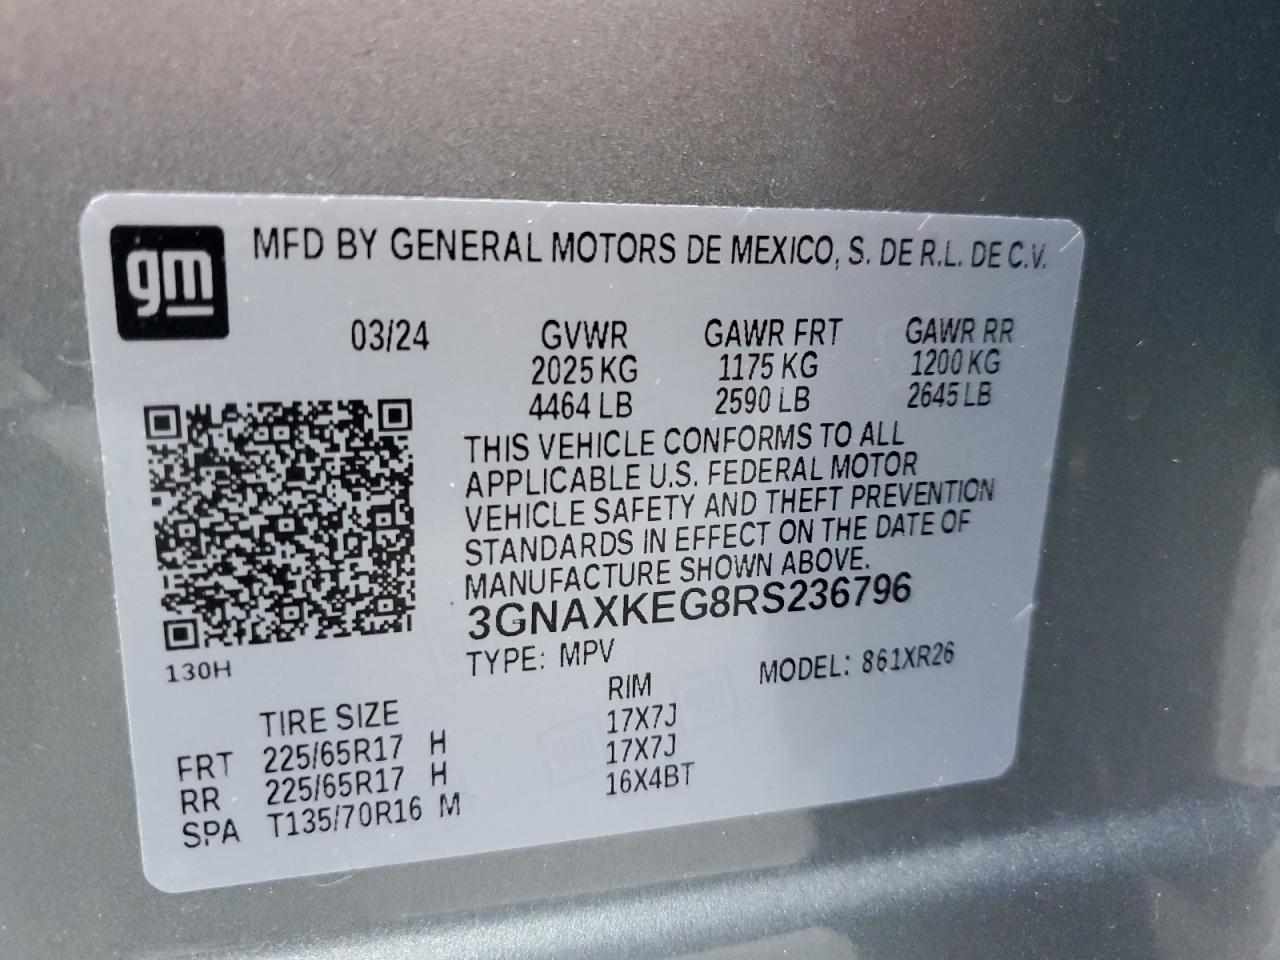 gm
MFD BY GENERAL MOTORS DE MEXICO, S. DE R.L. DE C.V.
03/24 GVWR GAWR FRT GAWR RR
2025 KG 1175 KG 1200 KG
4464 LB 2590 LB 2645 LB
THIS VEHICLE CONFORMS TO ALL
APPLICABLE U.S. FEDERAL MOTOR
VEHICLE SAFETY AND THEFT PREVENTION
STANDARDS IN EFFECT ON THE DATE OF
MANUFACTURE SHOWN ABOVE.
3GNAXKEG8RS236796
130H TYPE: MPV MODEL: 861XR26
TIRE SIZE RIM
FRT 225/65R17 H 17X7J
RR 225/65R17 H 17X7J
SPA T135/70R16 M 16X4BT